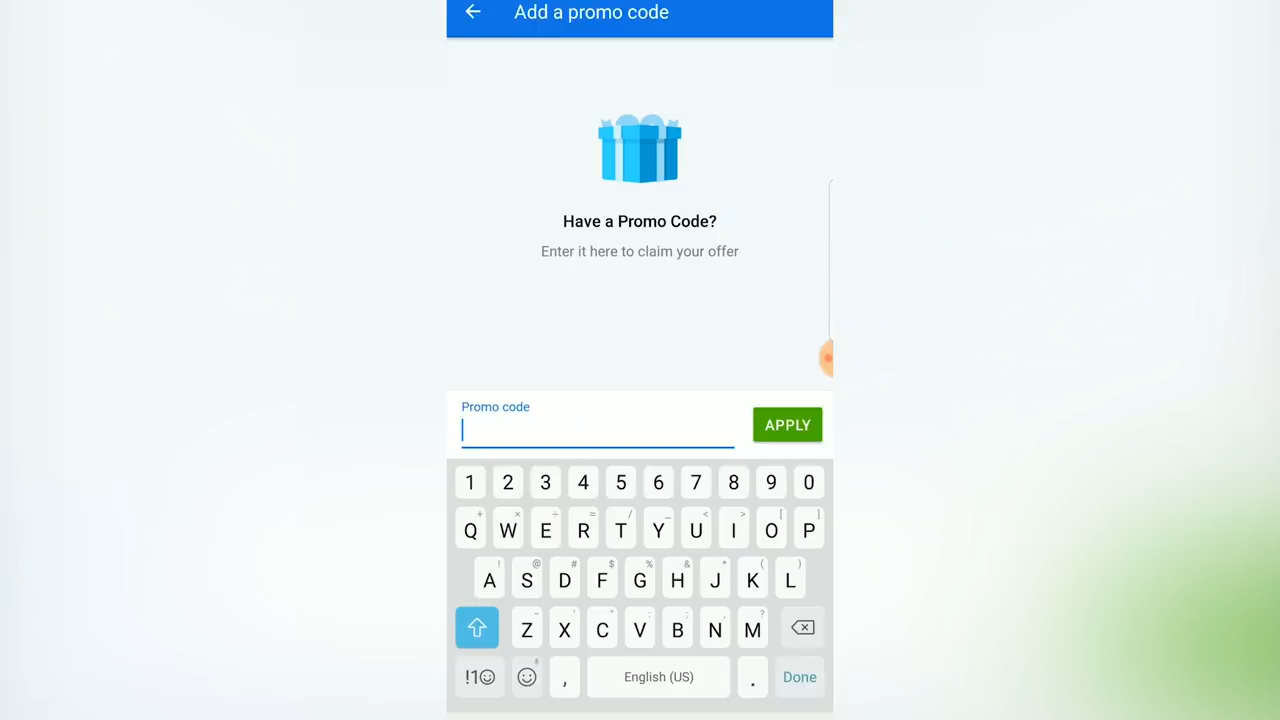 Add a promo code
Have a Promo Code?
Enter it here to claim your offer
Promo code
APPLY
1 2 3 4 5 6 7 8 9 0
+ × ÷ = / _ < > [ ]
Q W E R T Y U I O P
! @ # $ % & * ( )
A S D F G H J K L
- ' " : ; , ?
Z X C V B N M
!1☺ , English (US) . Done